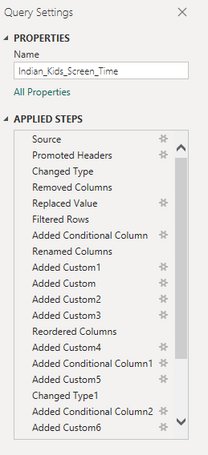 Query Settings
PROPERTIES
Name
Indian_Kids_Screen_Time
All Properties
APPLIED STEPS
Source
Promoted Headers
Changed Type
Removed Columns
Replaced Value
Filtered Rows
Added Conditional Column
Renamed Columns
Added Custom1
Added Custom
Added Custom2
Added Custom3
Reordered Columns
Added Custom4
Added Conditional Column1
Added Custom5
Changed Type1
Added Conditional Column2
Added Custom6